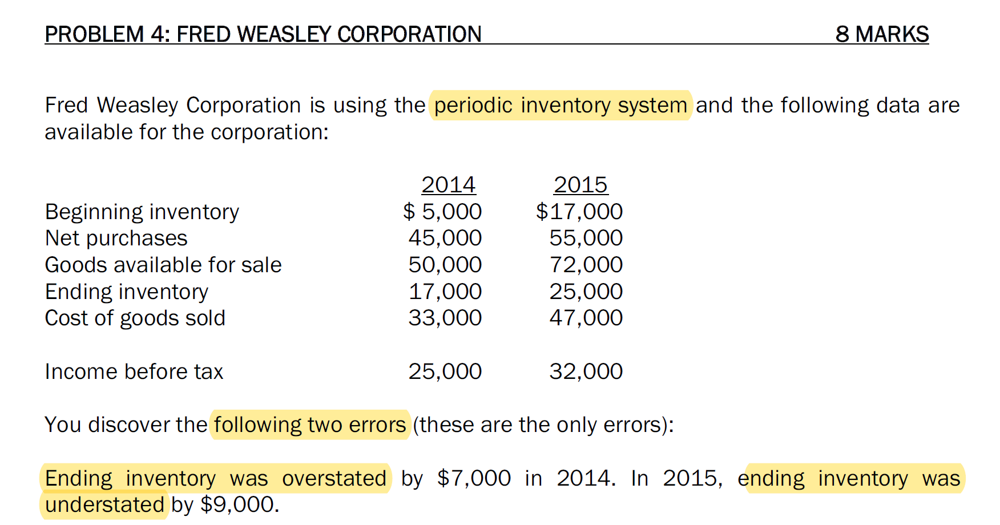 PROBLEM 4: FRED WEASLEY CORPORATION 8 MARKS
Fred Weasley Corporation is using the periodic inventory system and the following data are
available for the corporation:
2014 2015
Beginning inventory $ 5,000 $17,000
Net purchases 45,000 55,000
Goods available for sale 50,000 72,000
Ending inventory 17,000 25,000
Cost of goods sold 33,000 47,000
Income before tax 25,000 32,000
You discover the following two errors (these are the only errors):
Ending inventory was overstated by $7,000 in 2014. In 2015, ending inventory was
understated by $9,000.